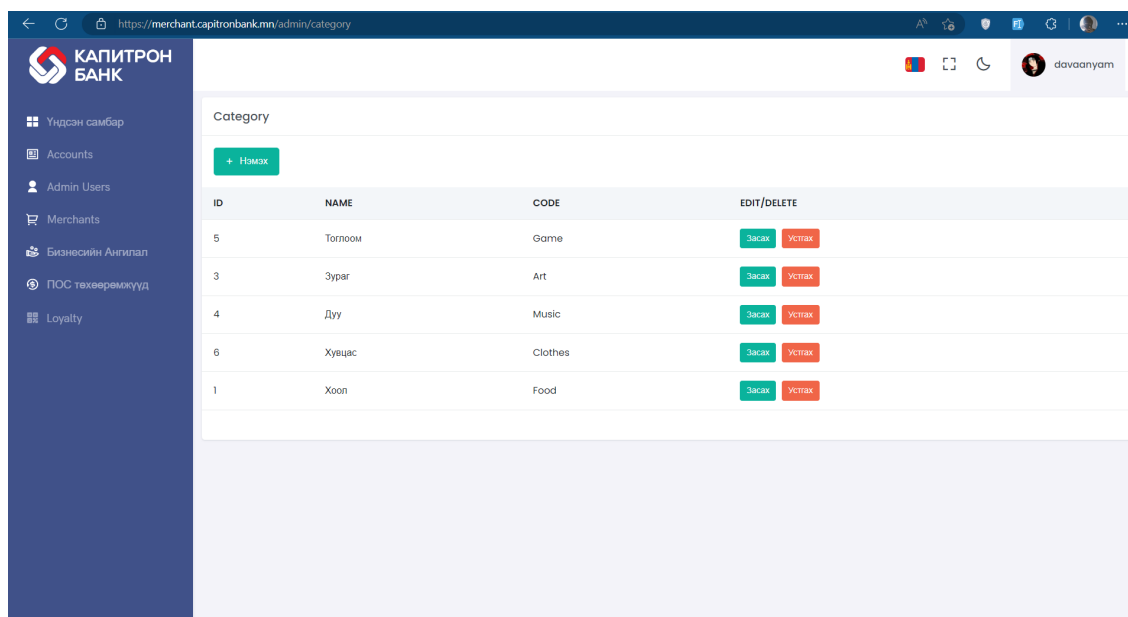 https://merchant.capitronbank.mn/admin/category
КАПИТРОН
БАНК
davaanyam
Үндсэн самбар
Accounts
Admin Users
Merchants
Бизнесийн Ангилал
ПОС төхөөрөмжүүд
Loyalty
Category
+ Нэмэх
ID NAME CODE EDIT/DELETE
5 Тоглоом Game Засах Устгах
3 Зураг Art Засах Устгах
4 Дуу Music Засах Устгах
6 Хувцас Clothes Засах Устгах
1 Хоол Food Засах Устгах